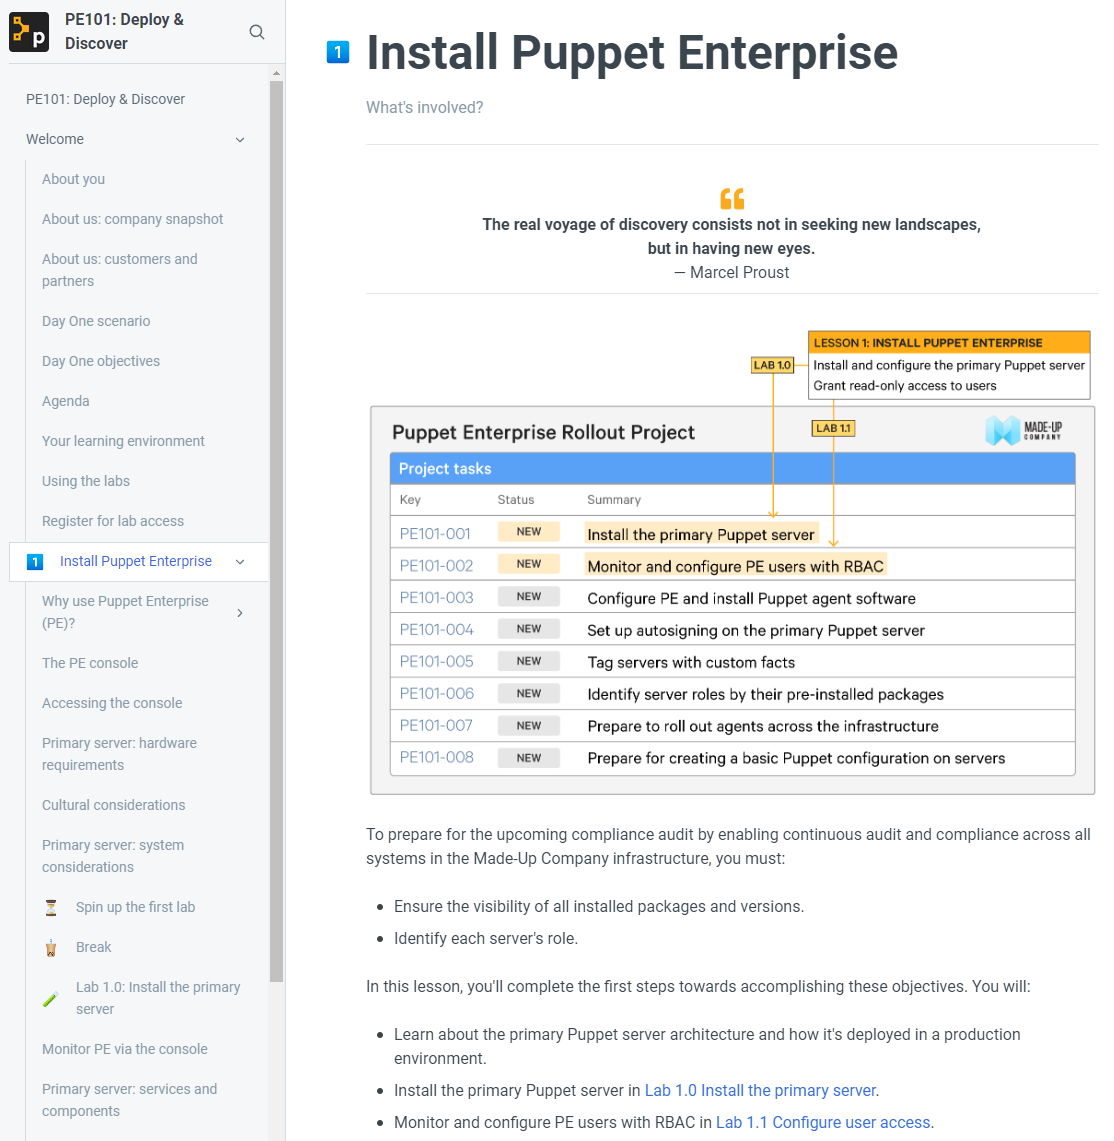 PE101: Deploy &
Discover
PE101: Deploy & Discover
Welcome
About you
About us: company snapshot
About us: customers and
partners
Day One scenario
Day One objectives
Agenda
Your learning environment
Using the labs
Register for lab access
1 Install Puppet Enterprise
Why use Puppet Enterprise
(PE)?
The PE console
Accessing the console
Primary server: hardware
requirements
Cultural considerations
Primary server: system
considerations
Spin up the first lab
Break
Lab 1.0: Install the primary
server
Monitor PE via the console
Primary server: services and
components
1 Install Puppet Enterprise
What's involved?
The real voyage of discovery consists not in seeking new landscapes,
but in having new eyes.
— Marcel Proust
LESSON 1: INSTALL PUPPET ENTERPRISE
LAB 1.0
Install and configure the primary Puppet server
Grant read-only access to users
LAB 1.1
Puppet Enterprise Rollout Project
MADE-UP
COMPANY
Project tasks
Key Status Summary
PE101-001 NEW Install the primary Puppet server
PE101-002 NEW Monitor and configure PE users with RBAC
PE101-003 NEW Configure PE and install Puppet agent software
PE101-004 NEW Set up autosigning on the primary Puppet server
PE101-005 NEW Tag servers with custom facts
PE101-006 NEW Identify server roles by their pre-installed packages
PE101-007 NEW Prepare to roll out agents across the infrastructure
PE101-008 NEW Prepare for creating a basic Puppet configuration on servers
To prepare for the upcoming compliance audit by enabling continuous audit and compliance across all
systems in the Made-Up Company infrastructure, you must:
• Ensure the visibility of all installed packages and versions.
• Identify each server's role.
In this lesson, you'll complete the first steps towards accomplishing these objectives. You will:
• Learn about the primary Puppet server architecture and how it's deployed in a production
environment.
• Install the primary Puppet server in Lab 1.0 Install the primary server.
• Monitor and configure PE users with RBAC in Lab 1.1 Configure user access.